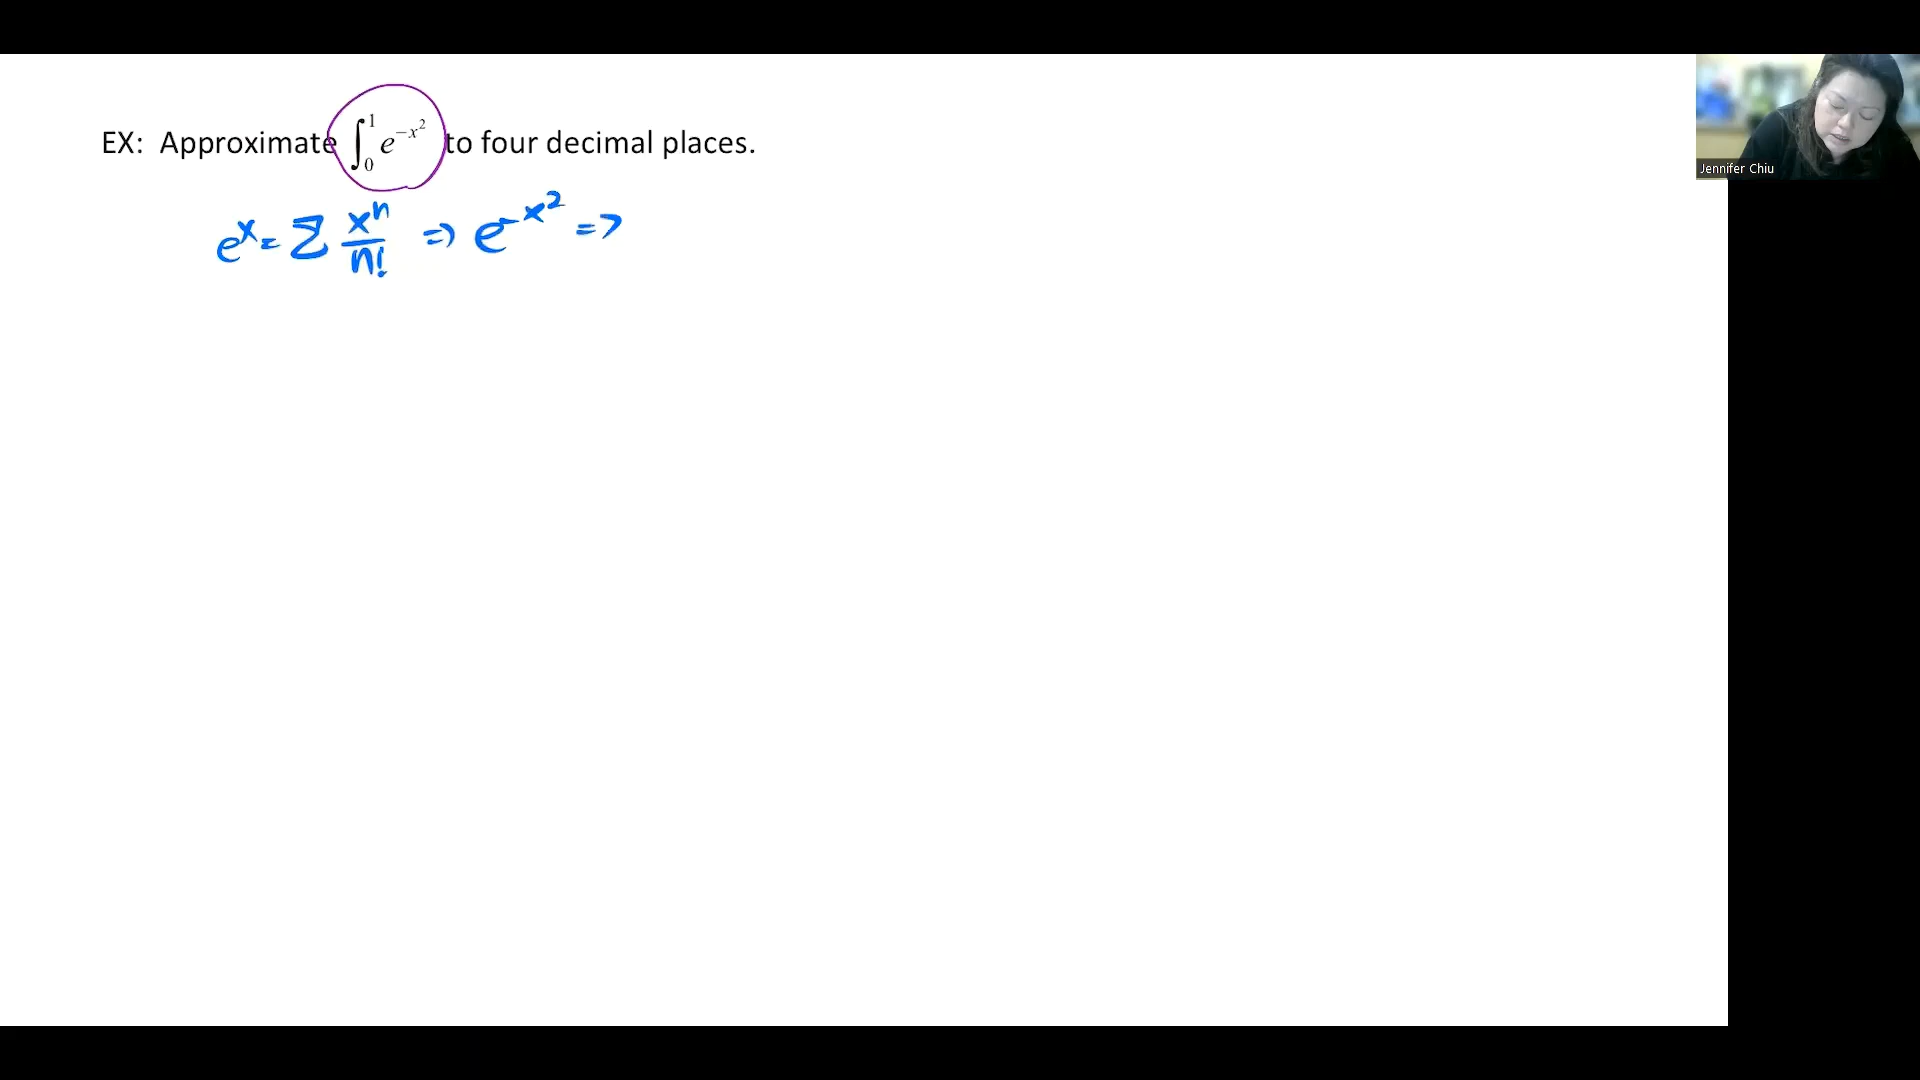 EX: Approximate ∫₀¹ e^{-x²} to four decimal places.
e^x = Σ x^n/n! => e^{-x²} =>
Jennifer Chiu